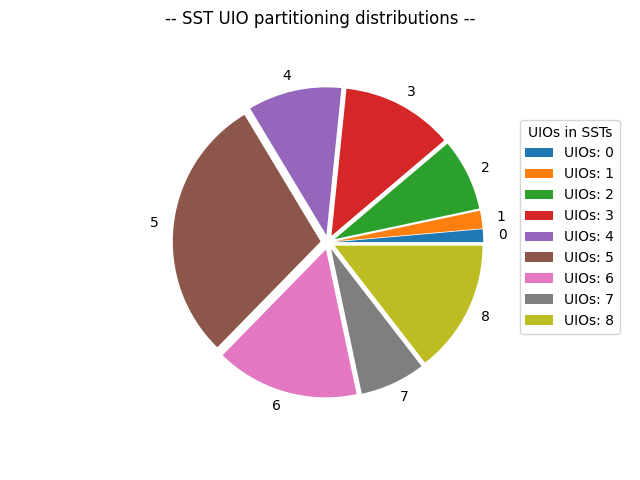 -- SST UIO partitioning distributions --
4
3
2
5
1
0
8
7
6
UIOs in SSTs
UIOs: 0
UIOs: 1
UIOs: 2
UIOs: 3
UIOs: 4
UIOs: 5
UIOs: 6
UIOs: 7
UIOs: 8